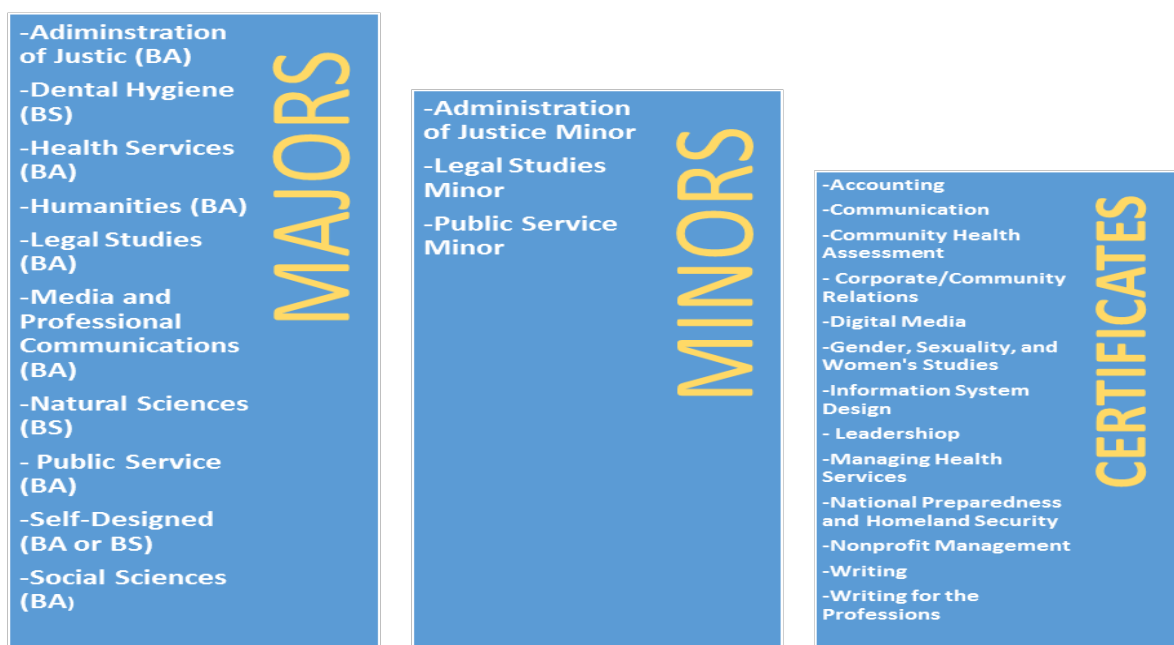 -Adiminstration
of Justic (BA)
-Dental Hygiene
(BS)
-Health Services
(BA)
-Humanities (BA)
-Legal Studies
(BA)
-Media and
Professional
Communications
(BA)
-Natural Sciences
(BS)
- Public Service
(BA)
-Self-Designed
(BA or BS)
-Social Sciences
(BA)
MAJORS
-Administration
of Justice Minor
-Legal Studies
Minor
-Public Service
Minor
MINORS
-Accounting
-Communication
-Community Health
Assessment
- Corporate/Community
Relations
-Digital Media
-Gender, Sexuality, and
Women's Studies
-Information System
Design
- Leadershiop
-Managing Health
Services
-National Preparedness
and Homeland Security
-Nonprofit Management
-Writing
-Writing for the
Professions
CERTIFICATES